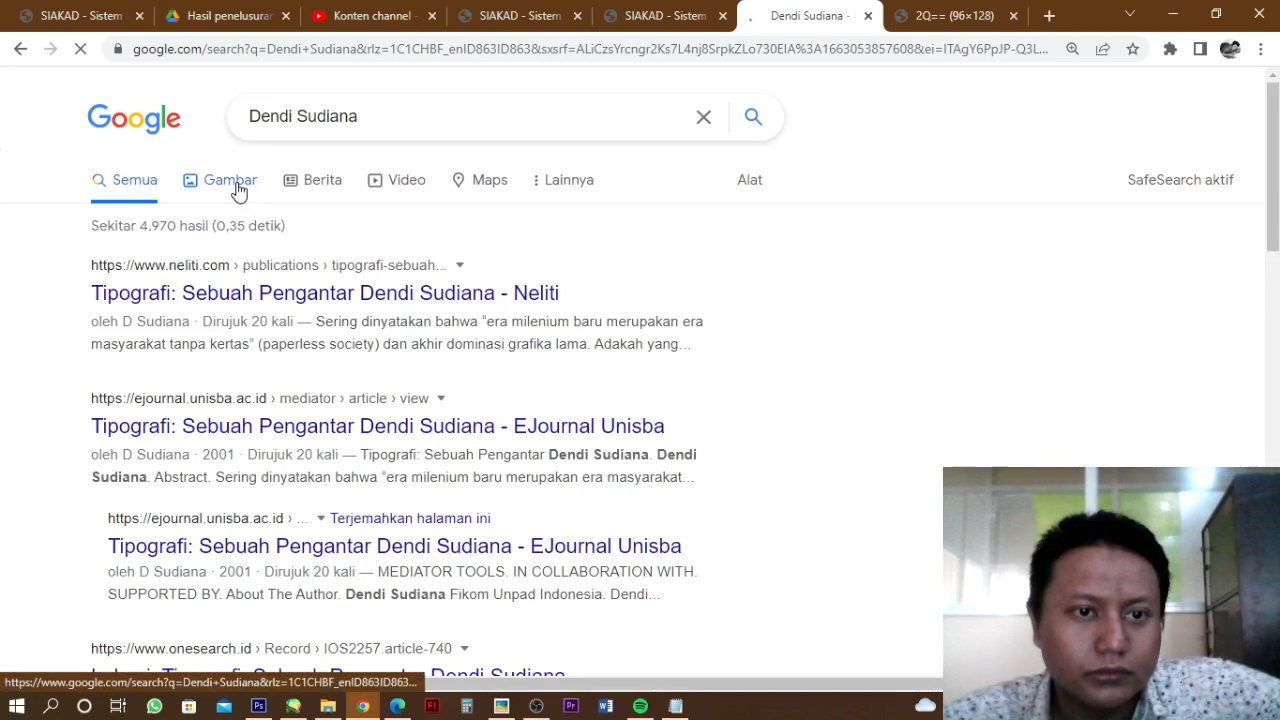 SIAKAD - Sistem
Hasil penelusura
Konten channel -
SIAKAD - Sistem
SIAKAD - Sistem
Dendi Sudiana -
2Q== (96×128)
google.com/search?q=Dendi+Sudiana&rlz=1C1CHBF_enID863ID863&sxsrf=ALiCzsYrcngr2Ks7L4nj8SrpkZLo730EIA%3A1663053857608&ei=ITAgY6PpJP-Q3L...
Google
Dendi Sudiana
Semua
Gambar
Berita
Video
Maps
Lainnya
Alat
SafeSearch aktif
Sekitar 4.970 hasil (0,35 detik)
https://www.neliti.com › publications › tipografi-sebuah...
Tipografi: Sebuah Pengantar Dendi Sudiana - Neliti
oleh D Sudiana · Dirujuk 20 kali — Sering dinyatakan bahwa “era milenium baru merupakan era
masyarakat tanpa kertas” (paperless society) dan akhir dominasi grafika lama. Adakah yang...
https://ejournal.unisba.ac.id › mediator › article › view
Tipografi: Sebuah Pengantar Dendi Sudiana - EJournal Unisba
oleh D Sudiana · 2001 · Dirujuk 20 kali — Tipografi: Sebuah Pengantar Dendi Sudiana. Dendi
Sudiana. Abstract. Sering dinyatakan bahwa “era milenium baru merupakan era masyarakat...
https://ejournal.unisba.ac.id › ... Terjemahkan halaman ini
Tipografi: Sebuah Pengantar Dendi Sudiana - EJournal Unisba
oleh D Sudiana · 2001 · Dirujuk 20 kali — MEDIATOR TOOLS. IN COLLABORATION WITH.
SUPPORTED BY. About The Author. Dendi Sudiana Fikom Unpad Indonesia. Dendi...
https://www.onesearch.id › Record › IOS2257.article-740
Tipografi: Sebuah Pengantar Dendi Sudiana
https://www.google.com/search?q=Dendi+Sudiana&rlz=1C1CHBF_enID863ID863...